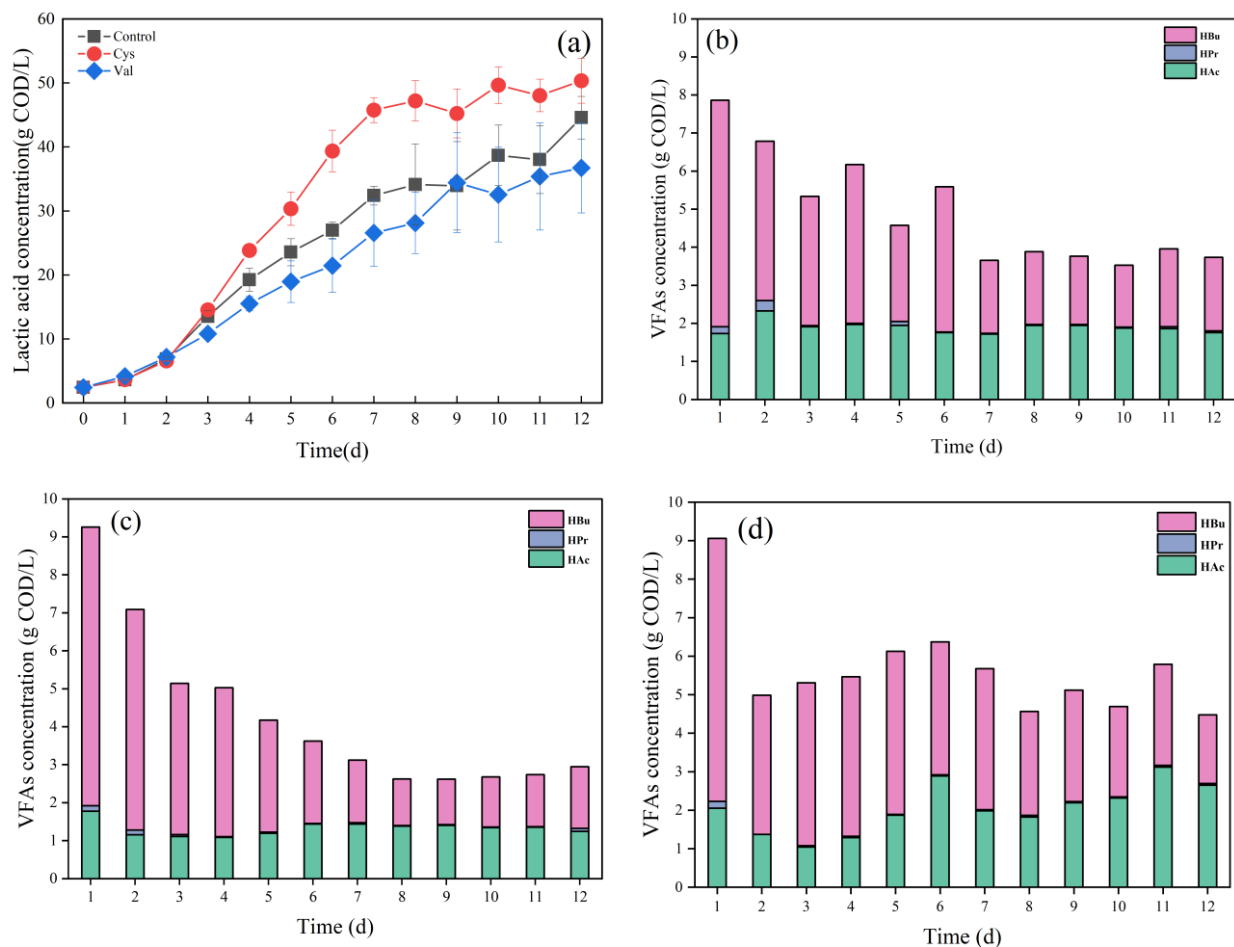 60
50
40
30
20
10
0
Lactic acid concentration(g COD/L)
Control
Cys
Val
(a)
0 1 2 3 4 5 6 7 8 9 10 11 12
Time(d)
10
9
8
7
6
5
4
3
2
1
0
VFAs concentration (g COD/L)
(b)
HBu
HPr
HAc
1 2 3 4 5 6 7 8 9 10 11 12
Time (d)
10
9
8
7
6
5
4
3
2
1
0
VFAs concentration (g COD/L)
(c)
HBu
HPr
HAc
1 2 3 4 5 6 7 8 9 10 11 12
Time (d)
10
9
8
7
6
5
4
3
2
1
0
VFAs concentration (g COD/L)
(d)
HBu
HPr
HAc
1 2 3 4 5 6 7 8 9 10 11 12
Time (d)